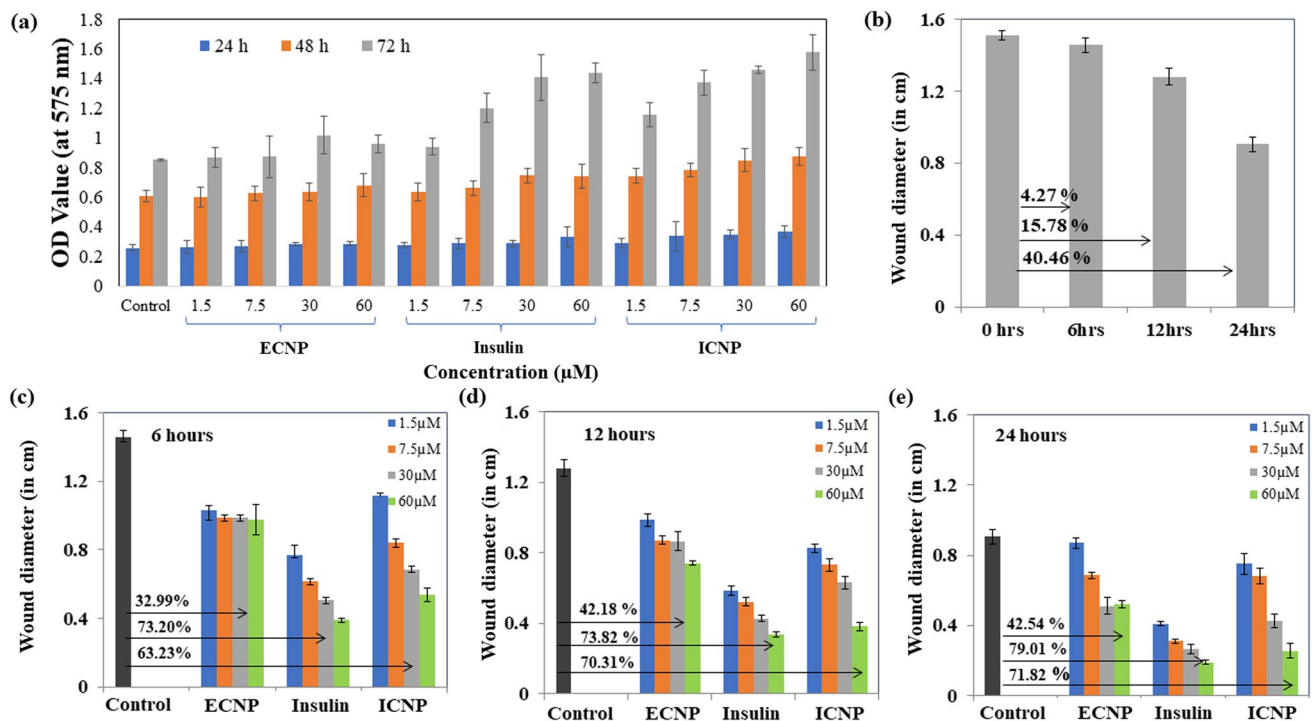 (a)
OD Value (at 575 nm)
1.8
1.6
1.4
1.2
1
0.8
0.6
0.4
0.2
0
24 h 48 h 72 h
Control 1.5 7.5 30 60 1.5 7.5 30 60 1.5 7.5 30 60
ECNP Insulin ICNP
Concentration (µM)
(b)
Wound diameter (in cm)
1.6
1.2
0.8
0.4
0
4.27 %
15.78 %
40.46 %
0 hrs 6hrs 12hrs 24hrs
(c)
Wound diameter (in cm)
1.6
1.2
0.8
0.4
0
6 hours
1.5µM
7.5µM
30µM
60µM
32.99%
73.20%
63.23%
Control ECNP Insulin ICNP
(d)
Wound diameter (in cm)
1.6
1.2
0.8
0.4
0
12 hours
1.5µM
7.5µM
30µM
60µM
42.18 %
73.82 %
70.31%
Control ECNP Insulin ICNP
(e)
Wound diameter (in cm)
1.6
1.2
0.8
0.4
0
24 hours
1.5µM
7.5µM
30µM
60µM
42.54 %
79.01 %
71.82 %
Control ECNP Insulin ICNP